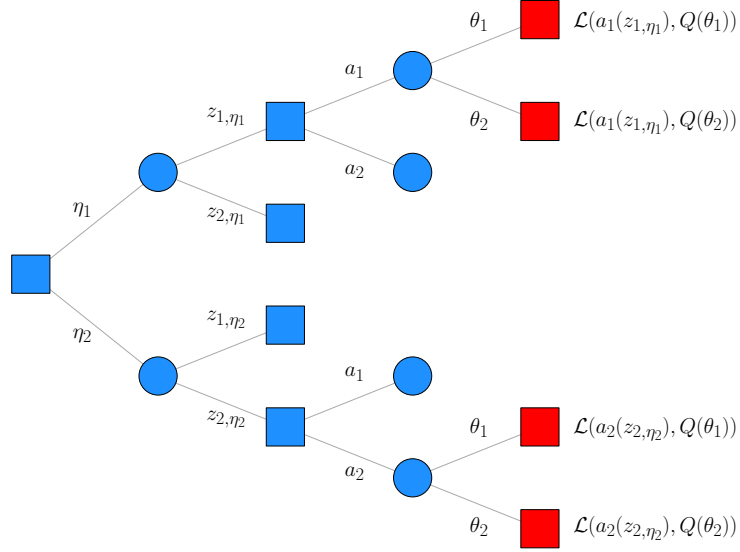 θ₁ 𝓛(a₁(z₁,η₁), Q(θ₁))
a₁
z₁,η₁ θ₂ 𝓛(a₁(z₁,η₁), Q(θ₂))
a₂
η₁ z₂,η₁
η₂ z₁,η₂
a₁
z₂,η₂ θ₁ 𝓛(a₂(z₂,η₂), Q(θ₁))
a₂
θ₂ 𝓛(a₂(z₂,η₂), Q(θ₂))